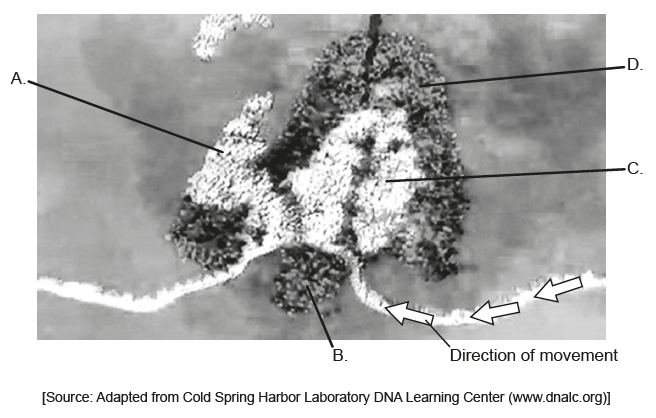 A.
D.
C.
B.
Direction of movement
[Source: Adapted from Cold Spring Harbor Laboratory DNA Learning Center (www.dnalc.org)]